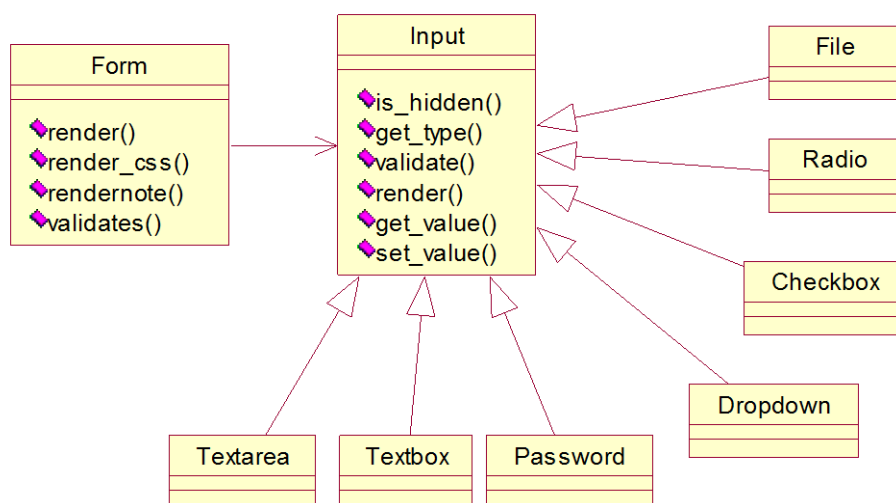 Form
render()
render_css()
rendernote()
validates()
Input
is_hidden()
get_type()
validate()
render()
get_value()
set_value()
File
Radio
Checkbox
Dropdown
Textarea
Textbox
Password